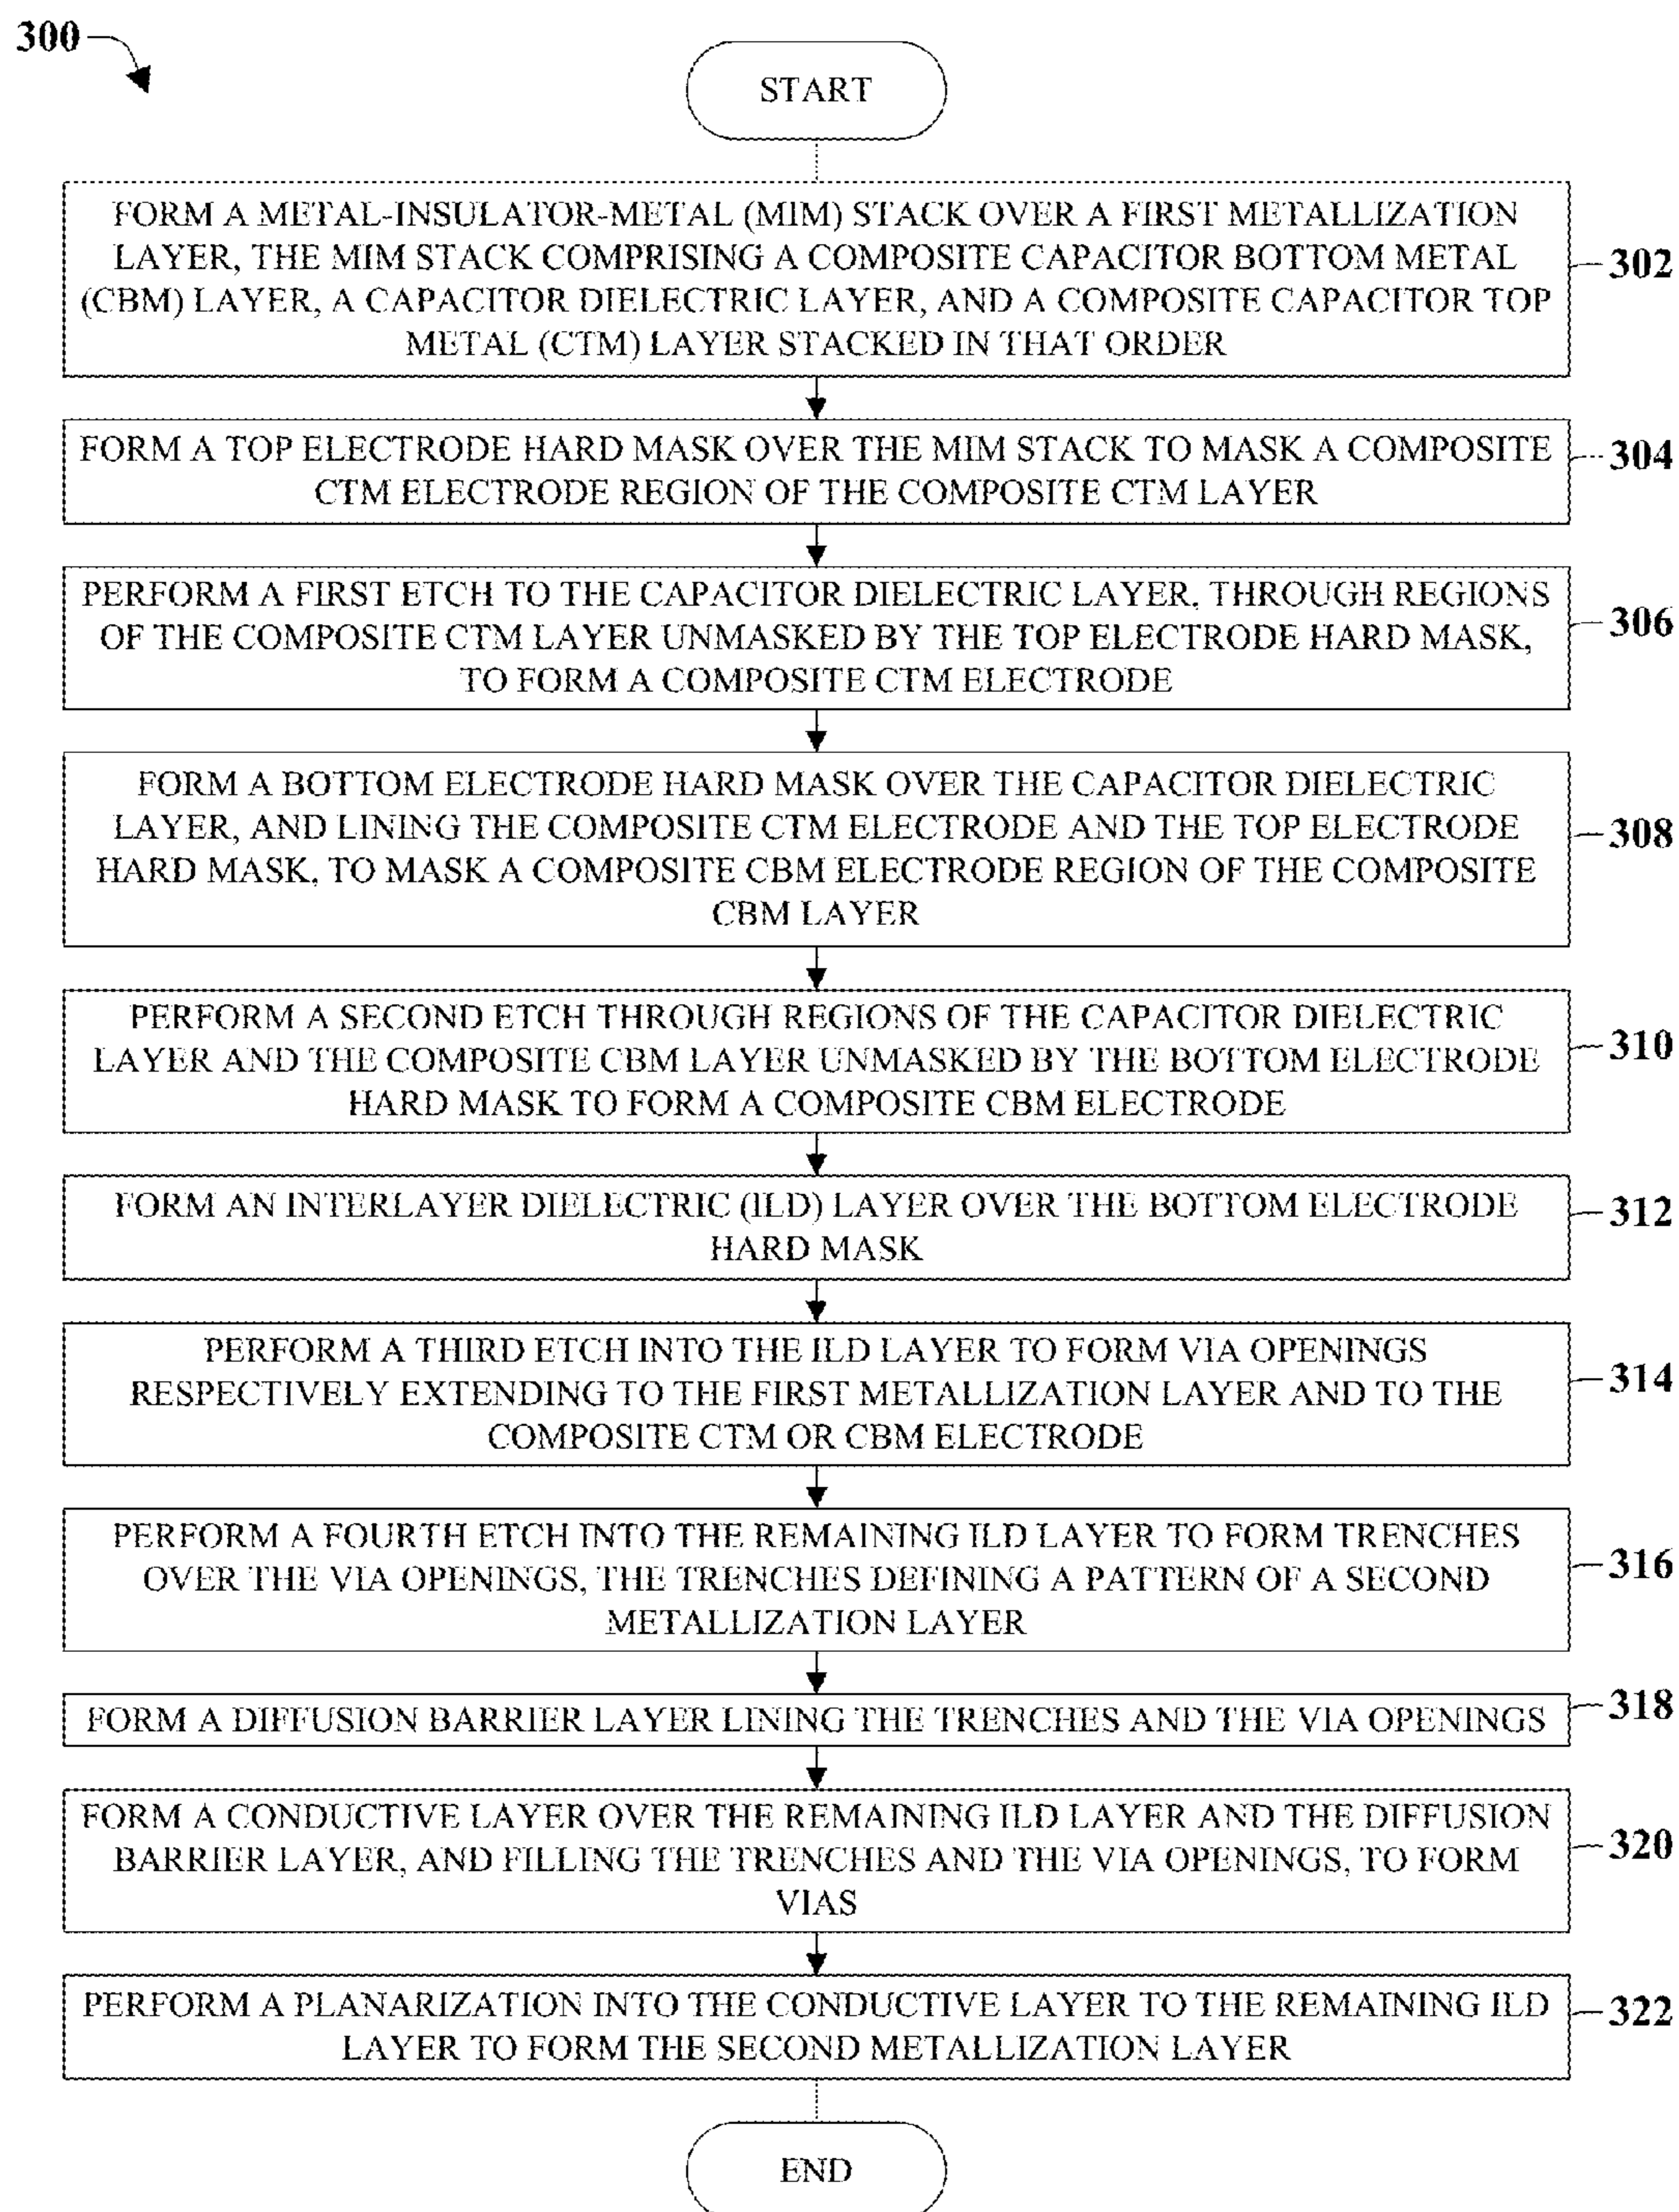 300
START
FORM A METAL-INSULATOR-METAL (MIM) STACK OVER A FIRST METALLIZATION
LAYER, THE MIM STACK COMPRISING A COMPOSITE CAPACITOR BOTTOM METAL
(CBM) LAYER, A CAPACITOR DIELECTRIC LAYER, AND A COMPOSITE CAPACITOR TOP
METAL (CTM) LAYER STACKED IN THAT ORDER
302
FORM A TOP ELECTRODE HARD MASK OVER THE MIM STACK TO MASK A COMPOSITE
CTM ELECTRODE REGION OF THE COMPOSITE CTM LAYER
304
PERFORM A FIRST ETCH TO THE CAPACITOR DIELECTRIC LAYER, THROUGH REGIONS
OF THE COMPOSITE CTM LAYER UNMASKED BY THE TOP ELECTRODE HARD MASK,
TO FORM A COMPOSITE CTM ELECTRODE
306
FORM A BOTTOM ELECTRODE HARD MASK OVER THE CAPACITOR DIELECTRIC
LAYER, AND LINING THE COMPOSITE CTM ELECTRODE AND THE TOP ELECTRODE
HARD MASK, TO MASK A COMPOSITE CBM ELECTRODE REGION OF THE COMPOSITE
CBM LAYER
308
PERFORM A SECOND ETCH THROUGH REGIONS OF THE CAPACITOR DIELECTRIC
LAYER AND THE COMPOSITE CBM LAYER UNMASKED BY THE BOTTOM ELECTRODE
HARD MASK TO FORM A COMPOSITE CBM ELECTRODE
310
FORM AN INTERLAYER DIELECTRIC (ILD) LAYER OVER THE BOTTOM ELECTRODE
HARD MASK
312
PERFORM A THIRD ETCH INTO THE ILD LAYER TO FORM VIA OPENINGS
RESPECTIVELY EXTENDING TO THE FIRST METALLIZATION LAYER AND TO THE
COMPOSITE CTM OR CBM ELECTRODE
314
PERFORM A FOURTH ETCH INTO THE REMAINING ILD LAYER TO FORM TRENCHES
OVER THE VIA OPENINGS, THE TRENCHES DEFINING A PATTERN OF A SECOND
METALLIZATION LAYER
316
FORM A DIFFUSION BARRIER LAYER LINING THE TRENCHES AND THE VIA OPENINGS
318
FORM A CONDUCTIVE LAYER OVER THE REMAINING ILD LAYER AND THE DIFFUSION
BARRIER LAYER, AND FILLING THE TRENCHES AND THE VIA OPENINGS, TO FORM
VIAS
320
PERFORM A PLANARIZATION INTO THE CONDUCTIVE LAYER TO THE REMAINING ILD
LAYER TO FORM THE SECOND METALLIZATION LAYER
322
END